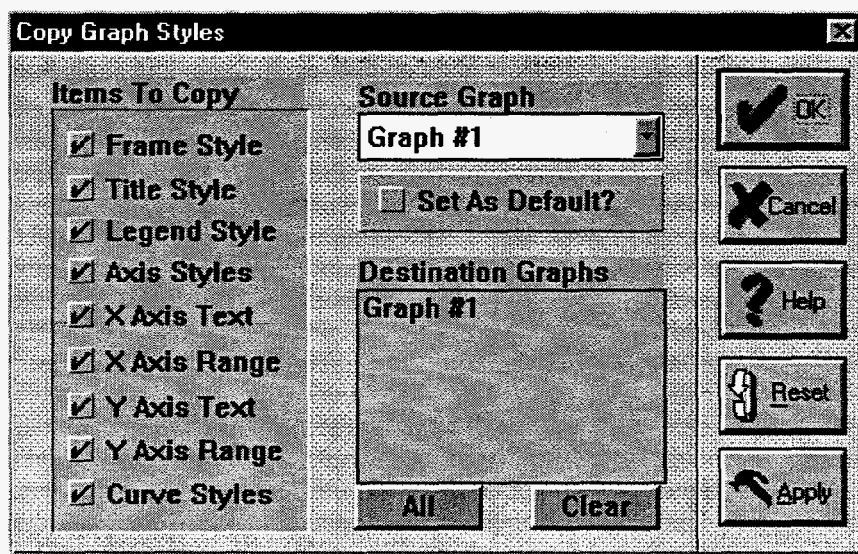 Copy Graph Styles
Items To Copy
Frame Style
Title Style
Legend Style
Axis Styles
X Axis Text
X Axis Range
Y Axis Text
Y Axis Range
Curve Styles
Source Graph
Graph #1
Set As Default?
Destination Graphs
Graph #1
All
Clear
OK
Cancel
Help
Reset
Apply